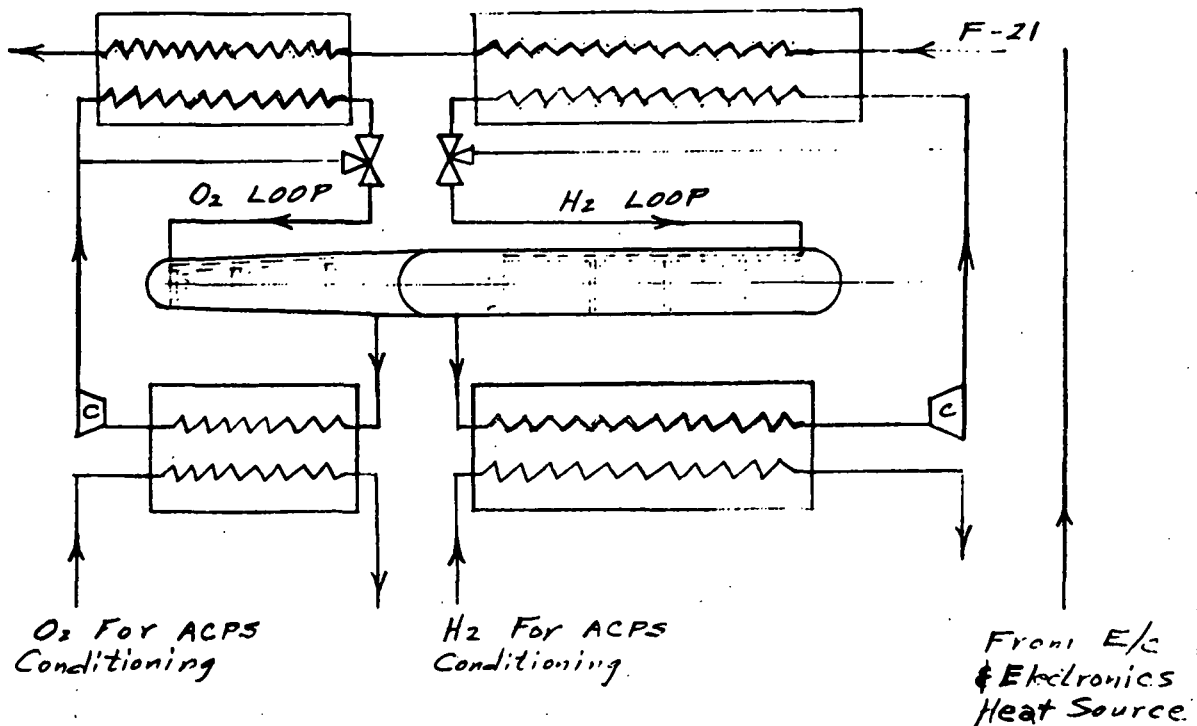 F-21
O2 LOOP
H2 LOOP
C
C
O2 For ACPS
Conditioning
H2 For ACPS
Conditioning
From E/C
& Electronics
Heat Source